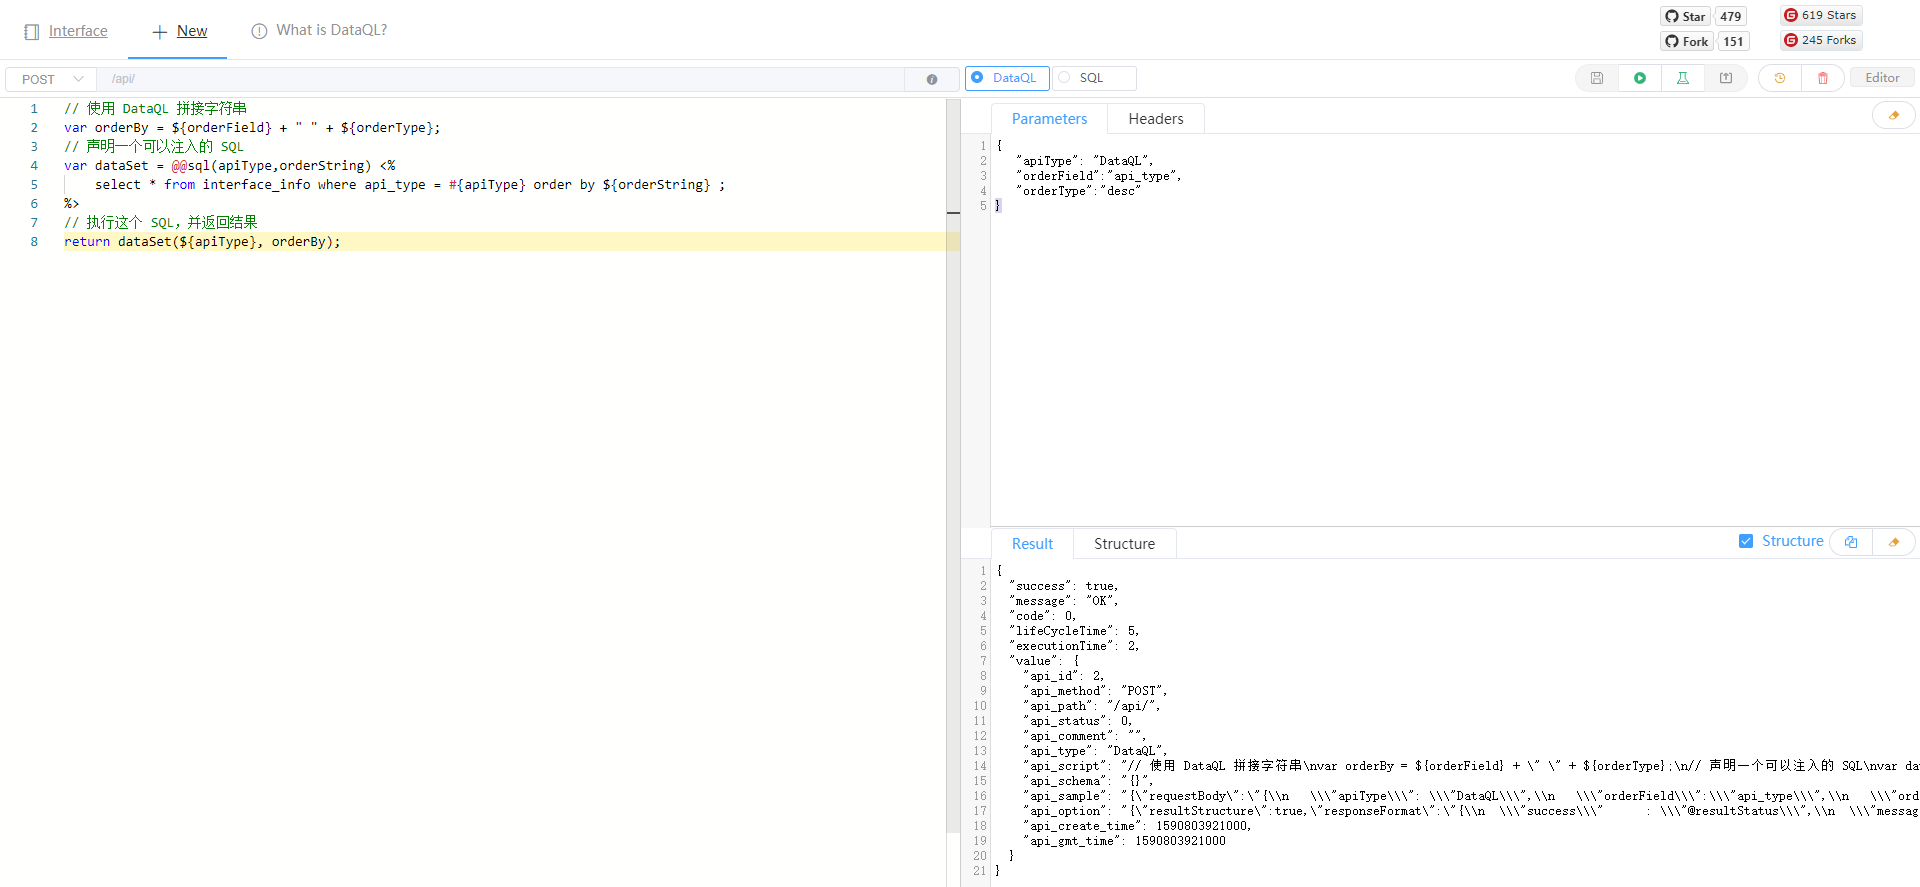 Interface
New
What is DataQL?
Star 479
Fork 151
619 Stars
245 Forks
POST
/api/
DataQL
SQL
Editor
1 // 使用 DataQL 拼接字符串
2 var orderBy = ${orderField} + " " + ${orderType};
3 // 声明一个可以注入的 SQL
4 var dataSet = @@sql(apiType,orderString) <%
5     select * from interface_info where api_type = #{apiType} order by ${orderString} ;
6 %>
7 // 执行这个 SQL，并返回结果
8 return dataSet(${apiType}, orderBy);
Parameters
Headers
1 {
2   "apiType": "DataQL",
3   "orderField":"api_type",
4   "orderType":"desc"
5 }
Result
Structure
Structure
1 {
2   "success": true,
3   "message": "OK",
4   "code": 0,
5   "lifeCycleTime": 5,
6   "executionTime": 2,
7   "value": {
8     "api_id": 2,
9     "api_method": "POST",
10     "api_path": "/api/",
11     "api_status": 0,
12     "api_comment": "",
13     "api_type": "DataQL",
14     "api_script": "// 使用 DataQL 拼接字符串\nvar orderBy = ${orderField} + \" \" + ${orderType};\n// 声明一个可以注入的 SQL\nvar da
15     "api_schema": "{}",
16     "api_sample": "{\"requestBody\":\"{\\n   \\\"apiType\\\": \\\"DataQL\\\",\\n   \\\"orderField\\\":\\\"api_type\\\",\\n   \\\"ord
17     "api_option": "{\"resultStructure\":true,\"responseFormat\":\"{\\n  \\\"success\\\"      : \\\"@resultStatus\\\",\\n  \\\"messag
18     "api_create_time": 1590803921000,
19     "api_gmt_time": 1590803921000
20   }
21 }